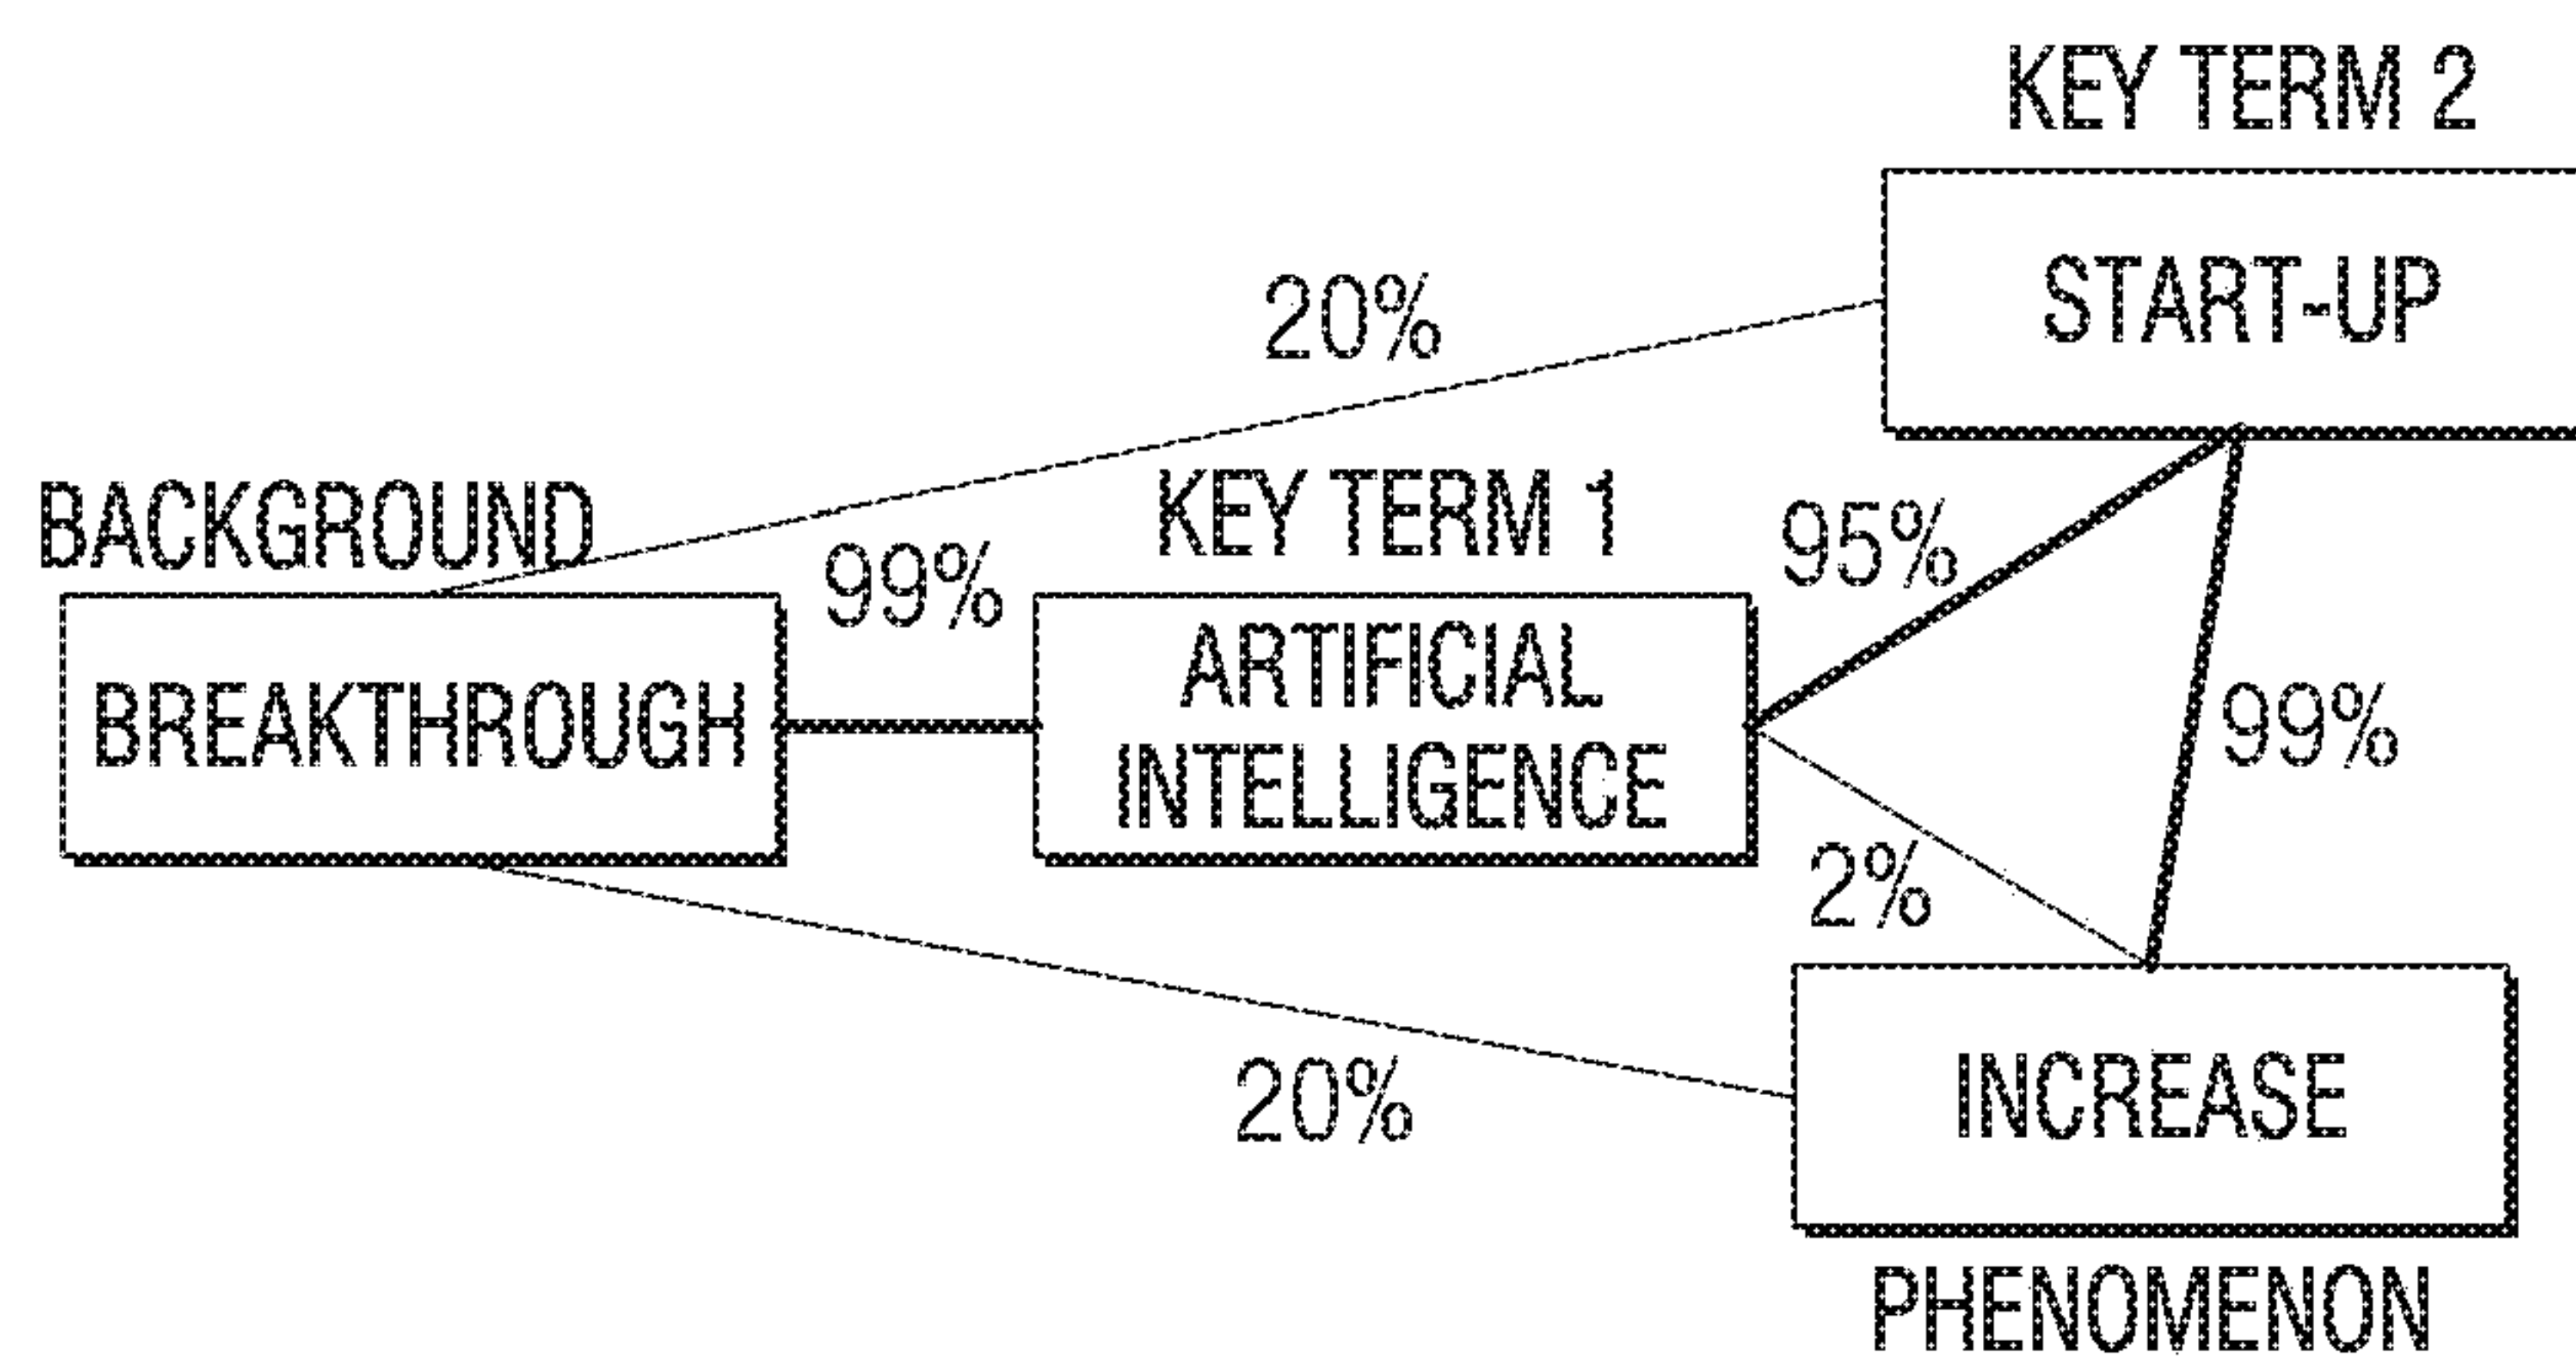 KEY TERM 2
START-UP
20%
BACKGROUND
KEY TERM 1
99%
95%
BREAKTHROUGH
ARTIFICIAL
INTELLIGENCE
99%
2%
20%
INCREASE
PHENOMENON